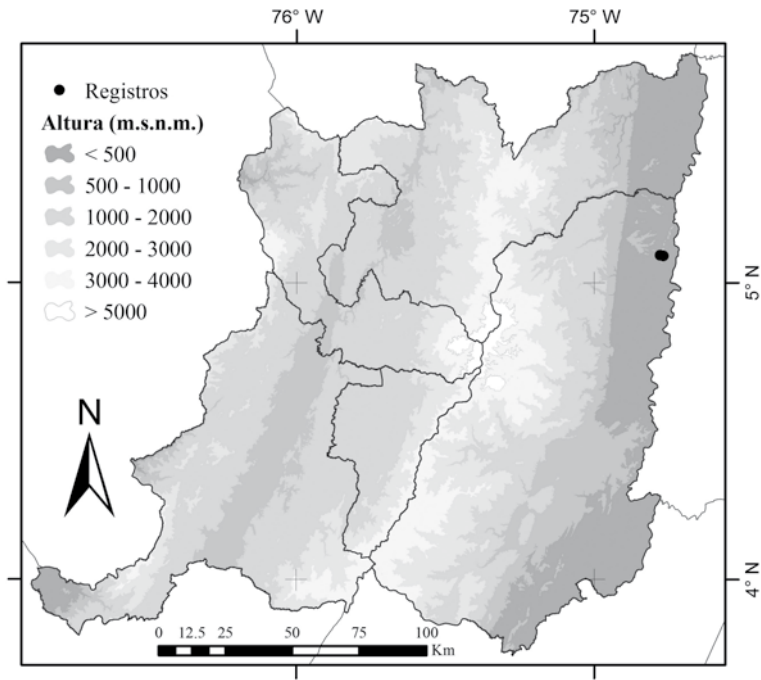 76° W 75° W
Registros
Altura (m.s.n.m.)
< 500
500 - 1000
1000 - 2000
2000 - 3000
3000 - 4000
> 5000
5° N
N
4° N
0 12.5 25 50 75 100
Km